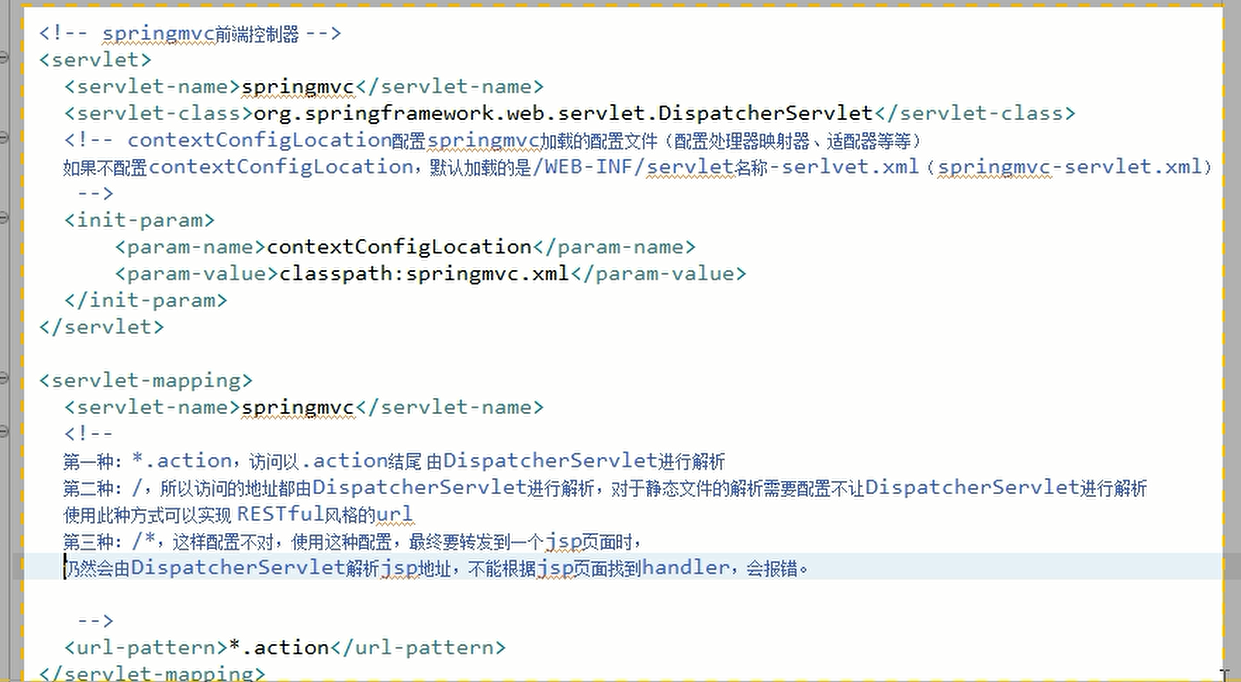 <!-- springmvc前端控制器 -->
<servlet>
<servlet-name>springmvc</servlet-name>
<servlet-class>org.springframework.web.servlet.DispatcherServlet</servlet-class>
<!-- contextConfigLocation配置springmvc加载的配置文件（配置处理器映射器、适配器等等）
如果不配置contextConfigLocation，默认加载的是/WEB-INF/servlet名称-serlvet.xml（springmvc-servlet.xml）
-->
<init-param>
<param-name>contextConfigLocation</param-name>
<param-value>classpath:springmvc.xml</param-value>
</init-param>
</servlet>
<servlet-mapping>
<servlet-name>springmvc</servlet-name>
<!--
第一种：*.action，访问以.action结尾 由DispatcherServlet进行解析
第二种：/，所以访问的地址都由DispatcherServlet进行解析，对于静态文件的解析需要配置不让DispatcherServlet进行解析
使用此种方式可以实现 RESTful风格的url
第三种：/*，这样配置不对，使用这种配置，最终要转发到一个jsp页面时，
仍然会由DispatcherServlet解析jsp地址，不能根据jsp页面找到handler，会报错。
-->
<url-pattern>*.action</url-pattern>
</servlet-mapping>